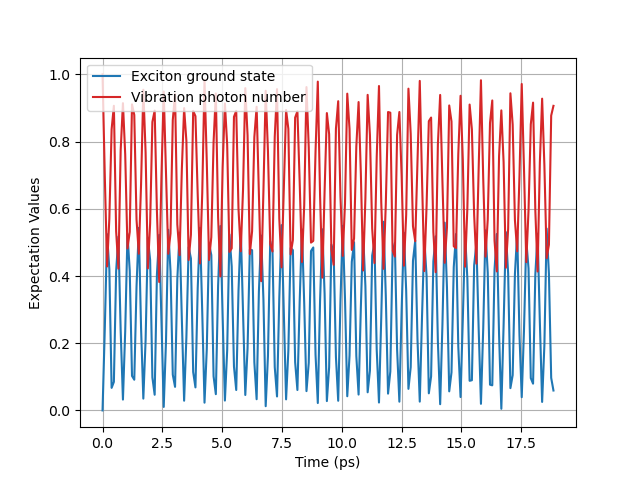 Exciton ground state
Vibration photon number
Expectation Values
1.0
0.8
0.6
0.4
0.2
0.0
0.0 2.5 5.0 7.5 10.0 12.5 15.0 17.5
Time (ps)